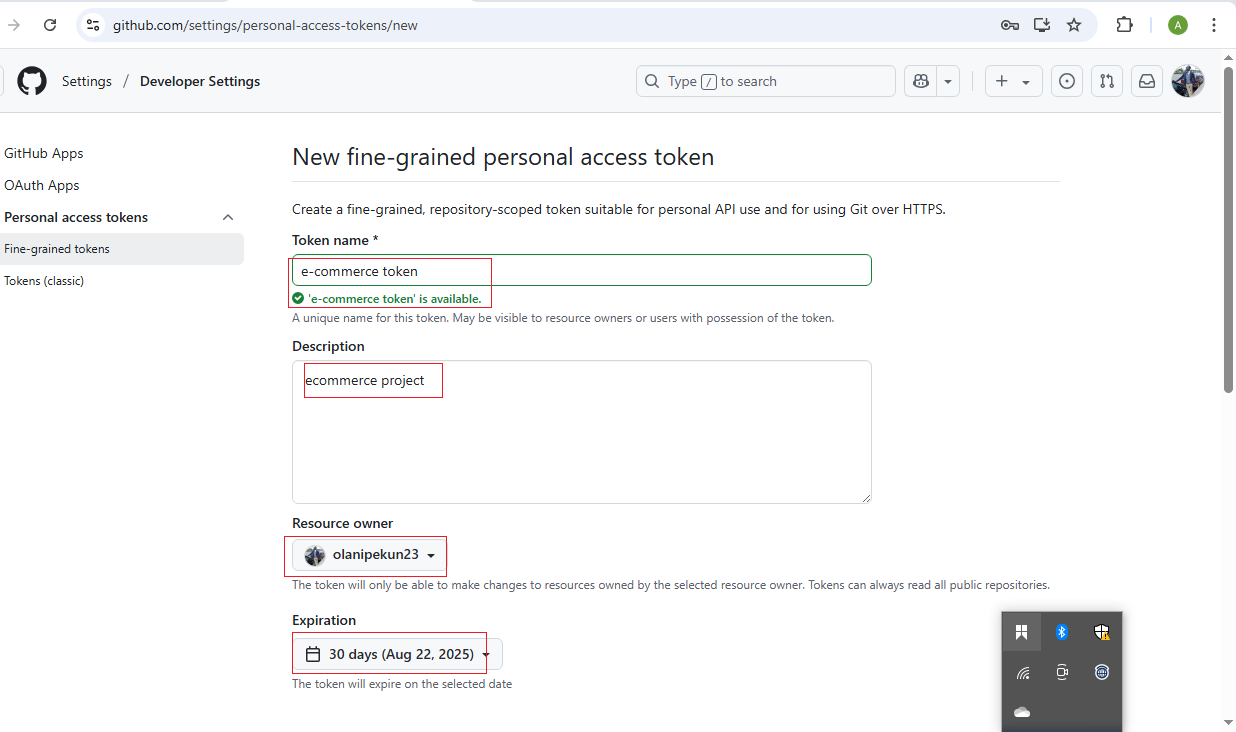 github.com/settings/personal-access-tokens/new
A
Settings / Developer Settings
Type / to search
GitHub Apps
OAuth Apps
Personal access tokens
Fine-grained tokens
Tokens (classic)
New fine-grained personal access token
Create a fine-grained, repository-scoped token suitable for personal API use and for using Git over HTTPS.
Token name *
e-commerce token
'e-commerce token' is available.
A unique name for this token. May be visible to resource owners or users with possession of the token.
Description
ecommerce project
Resource owner
olanipekun23
The token will only be able to make changes to resources owned by the selected resource owner. Tokens can always read all public repositories.
Expiration
30 days (Aug 22, 2025)
The token will expire on the selected date